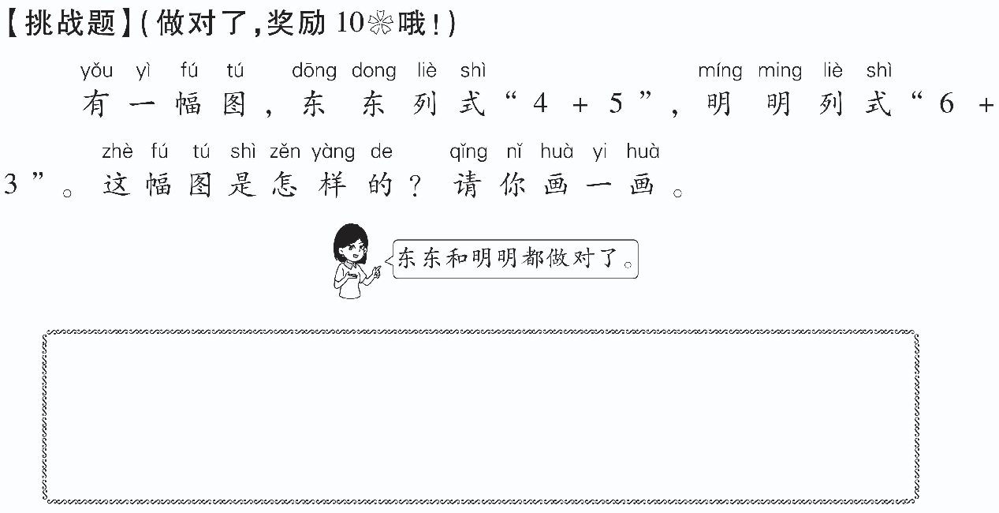 【挑战题】(做对了,奖励10❀哦!)
yǒu yì fú tú dōng dong liè shì míng ming liè shì
有一幅图,东东列式“4+5”,明明列式“6+
zhè fú tú shì zěn yàng de qǐng nǐ huà yi huà
3”。这幅图是怎样的?请你画一画。
东东和明明都做对了。